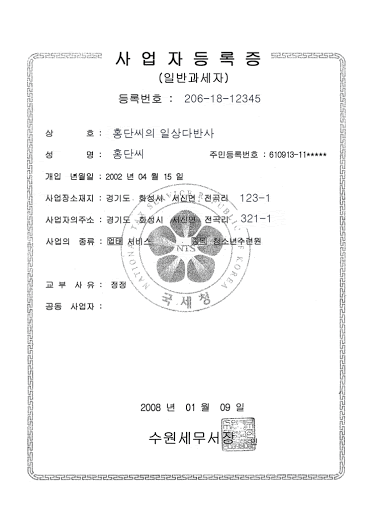 사업자등록증
(일반과세자)
등록번호 : 206-18-12345
상 호 : 홍단씨의 일상다반사
성 명 : 홍단씨 주민등록번호 : 610913-11*****
개입 년월일 : 2002 년 04 월 15 일
사업장소재지 : 경기도 화성시 서신면 전곡리 123-1
사업자의주소 : 경기도 화성시 서신면 전곡리 321-1
사업의 종류 : 업태 서비스 종목 청소년수련원
NATIONAL TAX SERVICE REPUBLIC OF KOREA
NTS
국세청
교 부 사 유 : 정정
공동 사업자 :
2008 년 01 월 09 일
수원세무서장